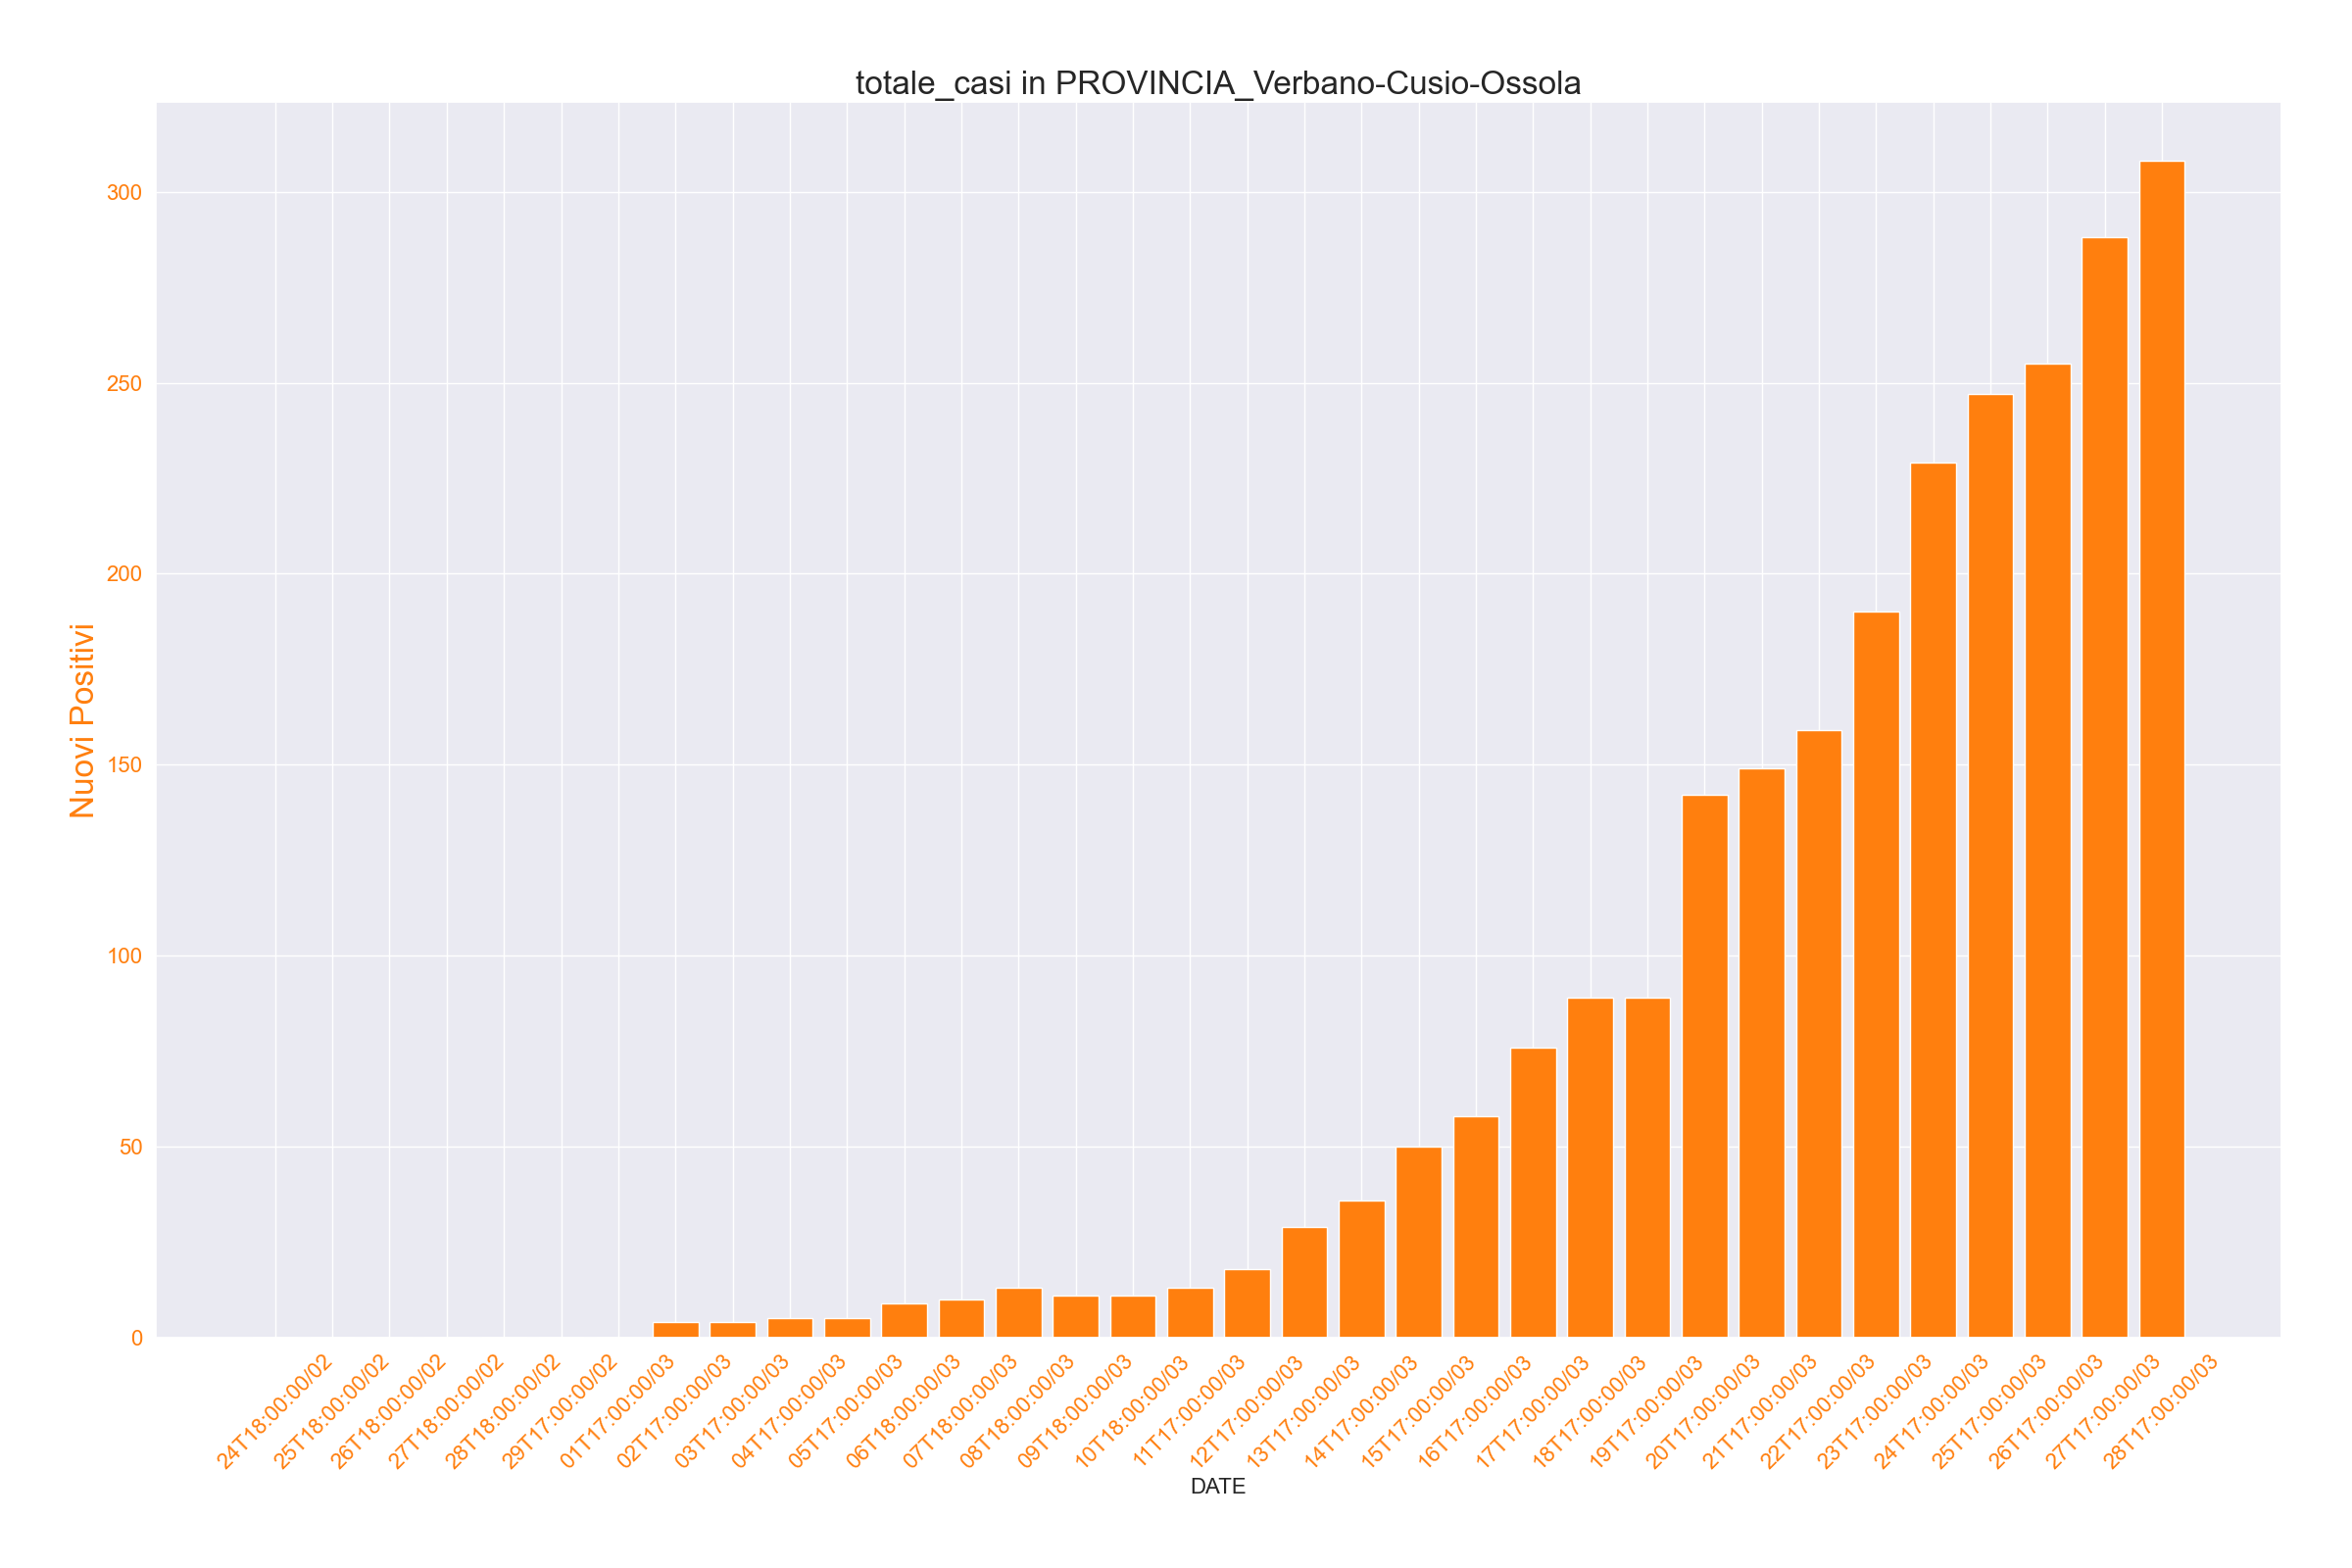 totale_casi in PROVINCIA_Verbano-Cusio-Ossola
Nuovi Positivi
300
250
200
150
100
50
0
24T18:00:00/02
25T18:00:00/02
26T18:00:00/02
27T18:00:00/02
28T18:00:00/02
29T17:00:00/02
01T17:00:00/03
02T17:00:00/03
03T17:00:00/03
04T17:00:00/03
05T17:00:00/03
06T18:00:00/03
07T18:00:00/03
08T18:00:00/03
09T18:00:00/03
10T18:00:00/03
11T17:00:00/03
12T17:00:00/03
13T17:00:00/03
14T17:00:00/03
15T17:00:00/03
16T17:00:00/03
17T17:00:00/03
18T17:00:00/03
19T17:00:00/03
20T17:00:00/03
21T17:00:00/03
22T17:00:00/03
23T17:00:00/03
24T17:00:00/03
25T17:00:00/03
26T17:00:00/03
27T17:00:00/03
28T17:00:00/03
DATE